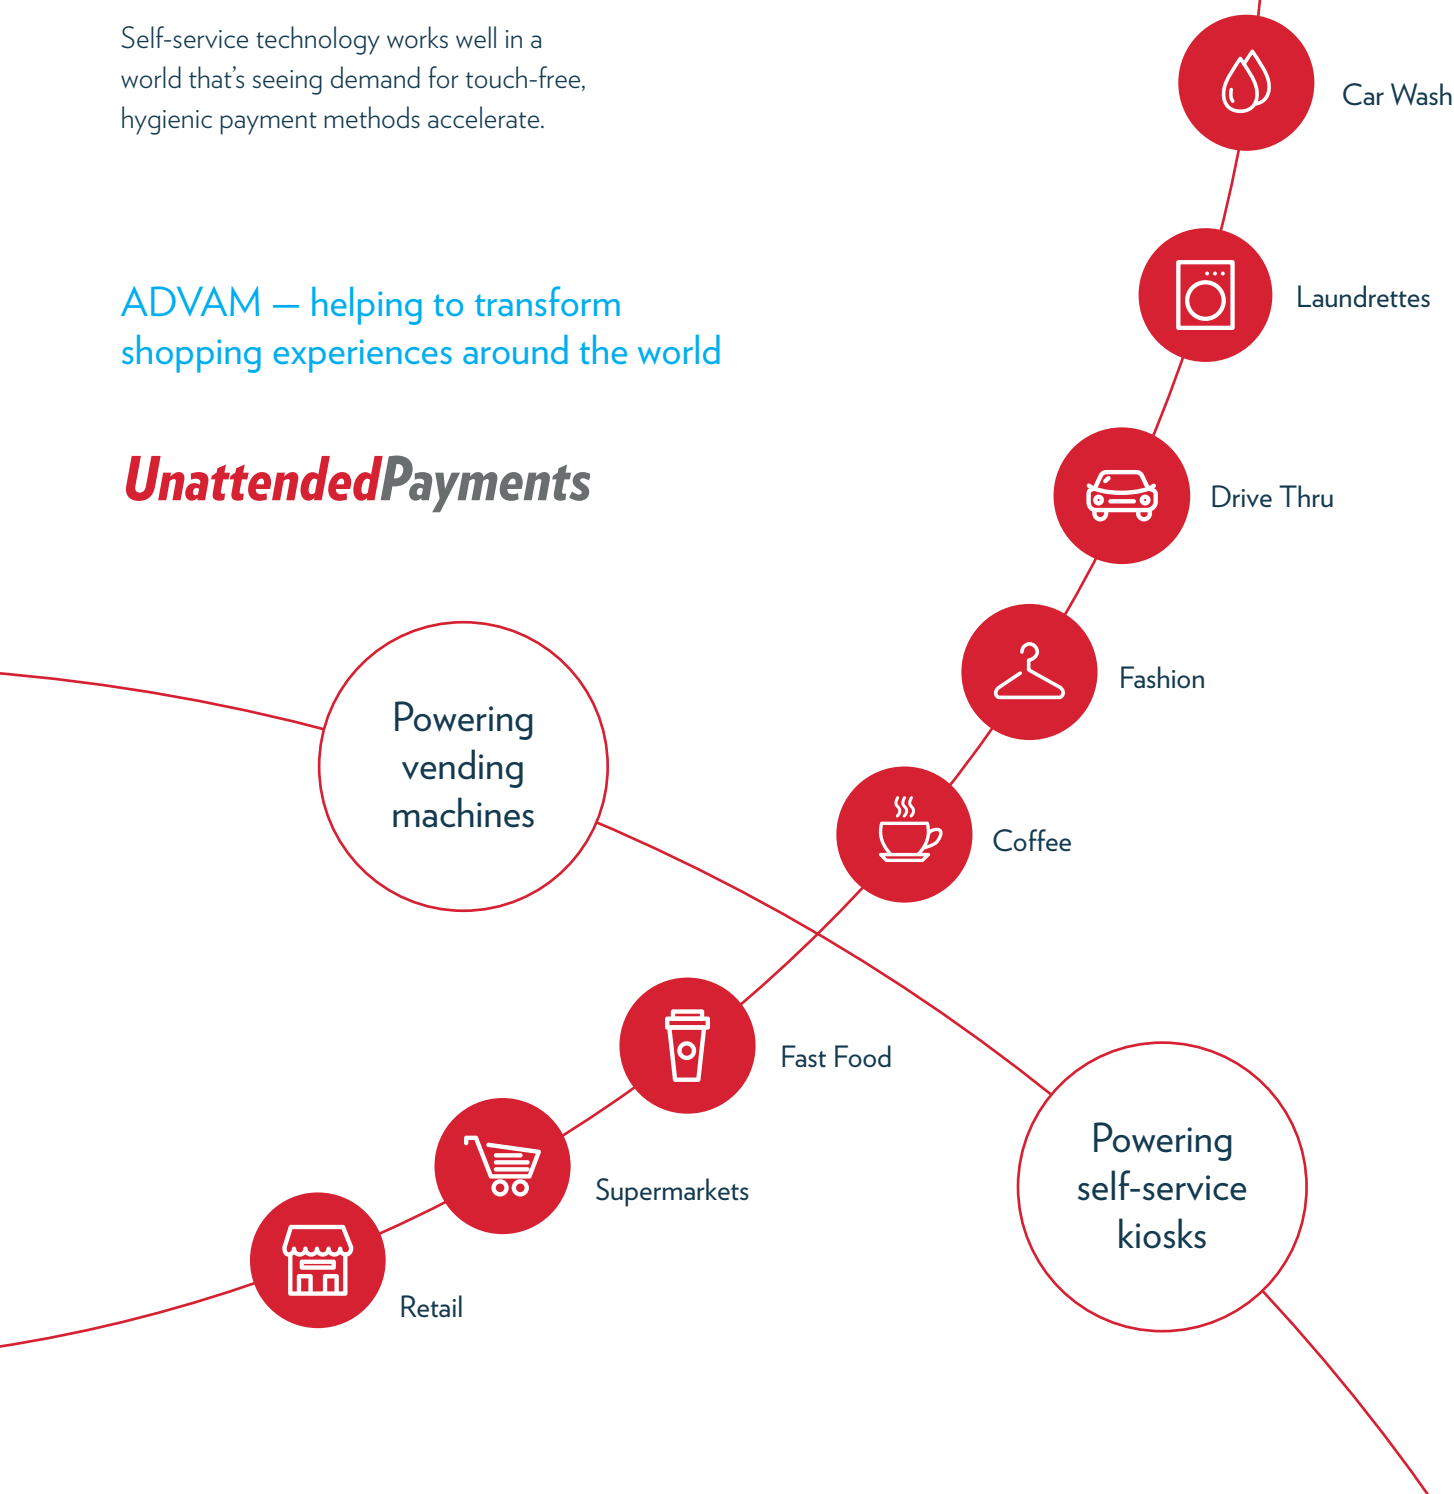 Self-service technology works well in a
world that’s seeing demand for touch-free,
hygienic payment methods accelerate.
ADVAM — helping to transform
shopping experiences around the world
UnattendedPayments
Car Wash
Laundrettes
Drive Thru
Fashion
Coffee
Fast Food
Supermarkets
Retail
Powering
vending
machines
Powering
self-service
kiosks